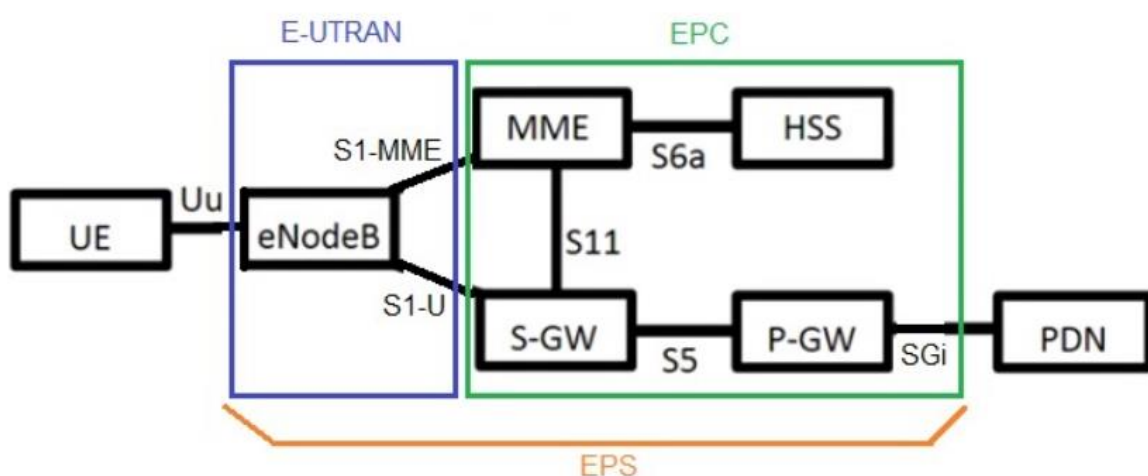 E-UTRAN
EPC
MME
HSS
S1-MME
S6a
Uu
UE
eNodeB
S11
S1-U
S-GW
S5
P-GW
SGi
PDN
EPS